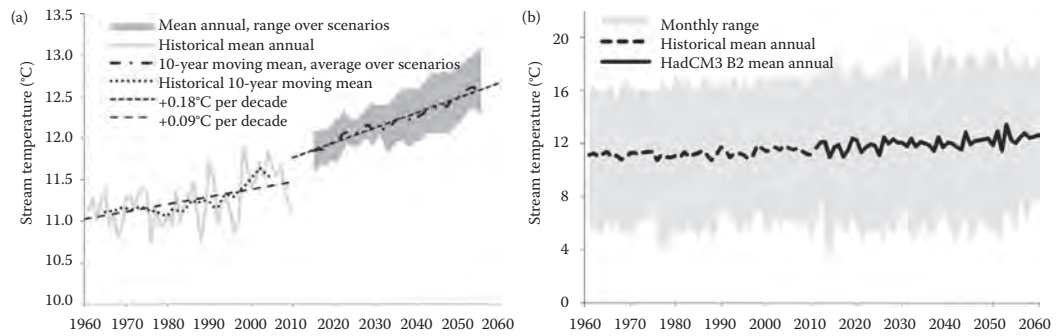 (a)
Mean annual, range over scenarios
Historical mean annual
10-year moving mean, average over scenarios
Historical 10-year moving mean
+0.18°C per decade
+0.09°C per decade
Stream temperature (°C)
13.5
13.0
12.5
12.0
11.5
11.0
10.5
10.0
1960 1970 1980 1990 2000 2010 2020 2030 2040 2050 2060
(b)
Monthly range
Historical mean annual
HadCM3 B2 mean annual
Stream temperature (°C)
20
16
12
8
4
0
1960 1970 1980 1990 2000 2010 2020 2030 2040 2050 2060